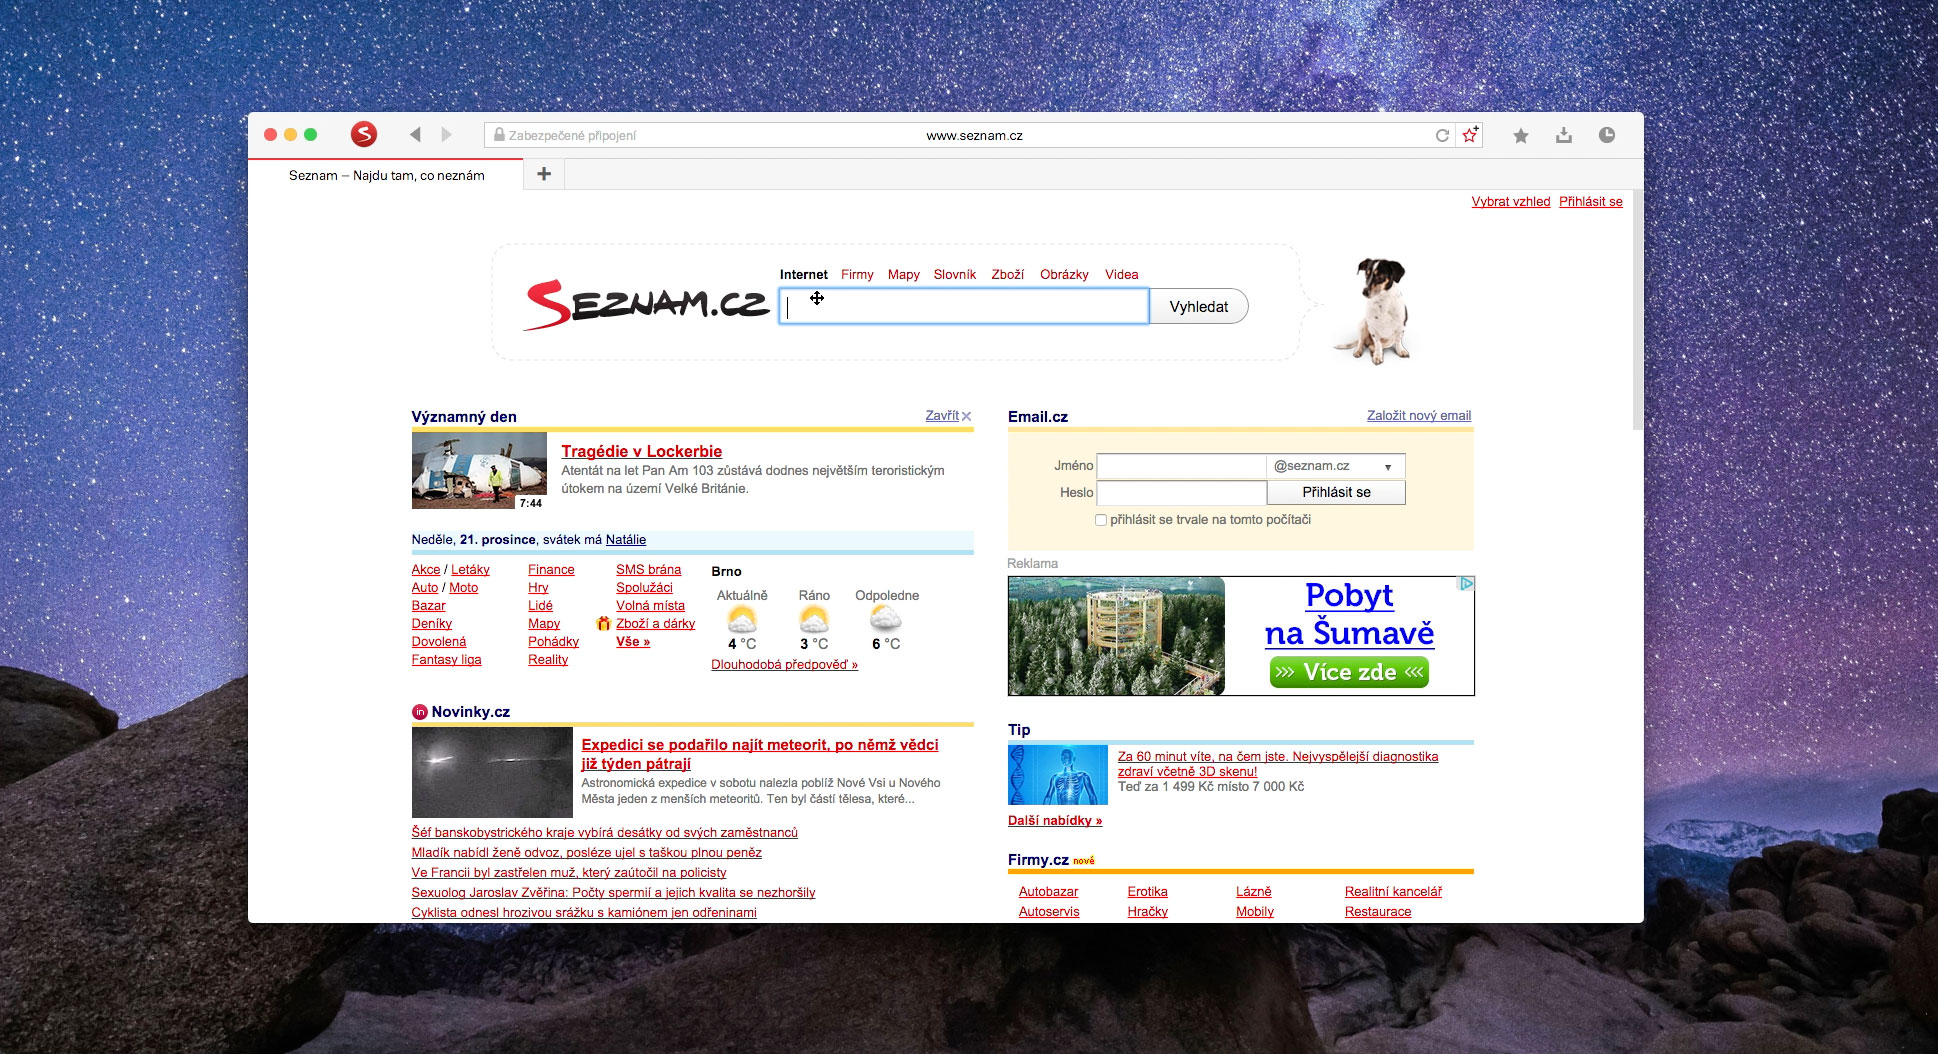 Zabezpečené připojení
www.seznam.cz
Seznam – Najdu tam, co neznám
Vybrat vzhled Přihlásit se
Internet Firmy Mapy Slovník Zboží Obrázky Videa
SEZNAM.CZ
Vyhledat
Významný den
Zavřít
Tragédie v Lockerbie
Atentát na let Pan Am 103 zůstává dodnes největším teroristickým
útokem na území Velké Británie.
7:44
Neděle, 21. prosince, svátek má Natálie
Akce / Letáky
Auto / Moto
Bazar
Deníky
Dovolená
Fantasy liga
Finance
Hry
Lidé
Mapy
Pohádky
Reality
SMS brána
Spolužáci
Volná místa
Zboží a dárky
Vše »
Brno
Aktuálně Ráno Odpoledne
4 °C 3 °C 6 °C
Dlouhodobá předpověď »
in Novinky.cz
Expedici se podařilo najít meteorit, po němž vědci
již týden pátrají
Astronomická expedice v sobotu nalezla poblíž Nové Vsi u Nového
Města jeden z menších meteoritů. Ten byl částí tělesa, které...
Šéf banskobystrického kraje vybírá desátky od svých zaměstnanců
Mladík nabídl ženě odvoz, posléze ujel s taškou plnou peněz
Ve Francii byl zastřelen muž, který zaútočil na policisty
Sexuolog Jaroslav Zvěřina: Počty spermií a jejich kvalita se nezhoršily
Cyklista odnesl hrozivou srážku s kamiónem jen odřeninami
Email.cz
Založit nový email
Jméno @seznam.cz
Heslo Přihlásit se
přihlásit se trvale na tomto počítači
Reklama
Pobyt
na Šumavě
››› Více zde ‹‹‹
Tip
Za 60 minut víte, na čem jste. Nejvyspělejší diagnostika
zdraví včetně 3D skenu!
Teď za 1 499 Kč místo 7 000 Kč
Další nabídky »
Firmy.cz nové
Autobazar Erotika Lázně Realitní kancelář
Autoservis Hračky Mobily Restaurace